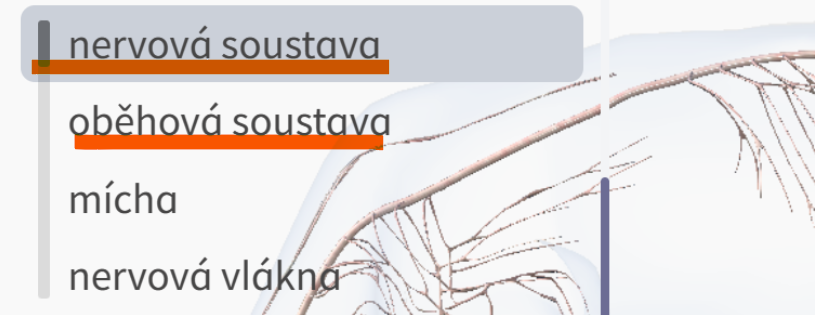 nervová soustava
oběhová soustava
mícha
nervová vlákna